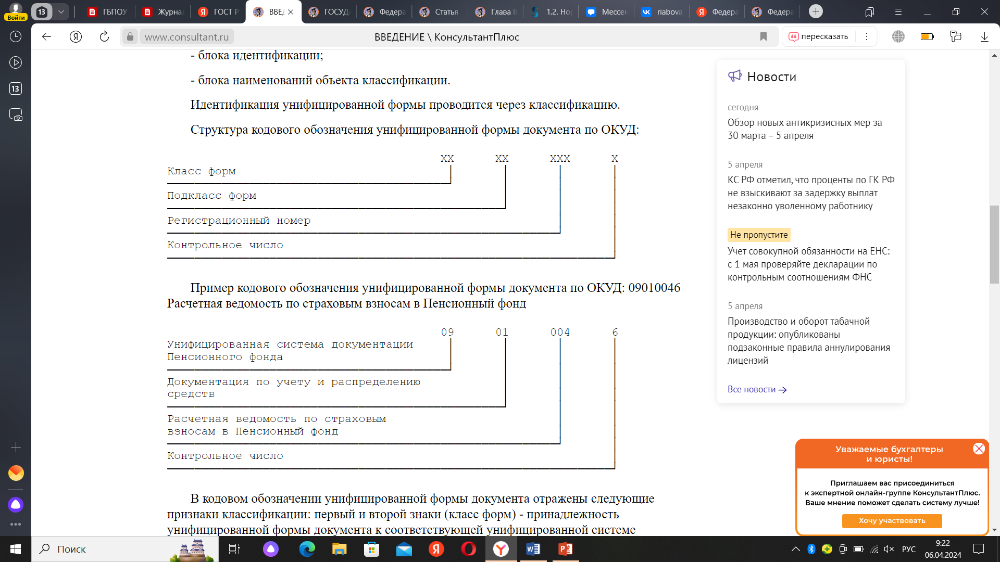 Войти
13
ГБПОУ
Журнал
ГОСТ Р
ВВЕД
ГОСУДА
Федера
Статья
Глава II
1.2. Нор
Мессен
riabova
Федера
Федера
www.consultant.ru
ВВЕДЕНИЕ \ КонсультантПлюс
пересказать
13
- блока идентификации;
- блока наименований объекта классификации.
Идентификация унифицированной формы проводится через классификацию.
Структура кодового обозначения унифицированной формы документа по ОКУД:
XX XX XXX X
Класс форм
Подкласс форм
Регистрационный номер
Контрольное число
Пример кодового обозначения унифицированной формы документа по ОКУД: 09010046
Расчетная ведомость по страховым взносам в Пенсионный фонд
09 01 004 6
Унифицированная система документации
Пенсионного фонда
Документация по учету и распределению
средств
Расчетная ведомость по страховым
взносам в Пенсионный фонд
Контрольное число
В кодовом обозначении унифицированной формы документа отражены следующие
признаки классификации: первый и второй знаки (класс форм) - принадлежность
унифицированной формы документа к соответствующей унифицированной системе
Новости
сегодня
Обзор новых антикризисных мер за
30 марта – 5 апреля
5 апреля
КС РФ отметил, что проценты по ГК РФ
не взыскивают за задержку выплат
незаконно уволенному работнику
Не пропустите
Учет совокупной обязанности на ЕНС:
с 1 мая проверяйте декларации по
контрольным соотношениям ФНС
5 апреля
Производство и оборот табачной
продукции: опубликованы
подзаконные правила аннулирования
лицензий
Все новости
Уважаемые бухгалтеры
и юристы!
Приглашаем вас присоединиться
к экспертной онлайн-группе КонсультантПлюс.
Ваше мнение поможет сделать систему лучше!
Хочу участвовать
Поиск
РУС
9:22
06.04.2024